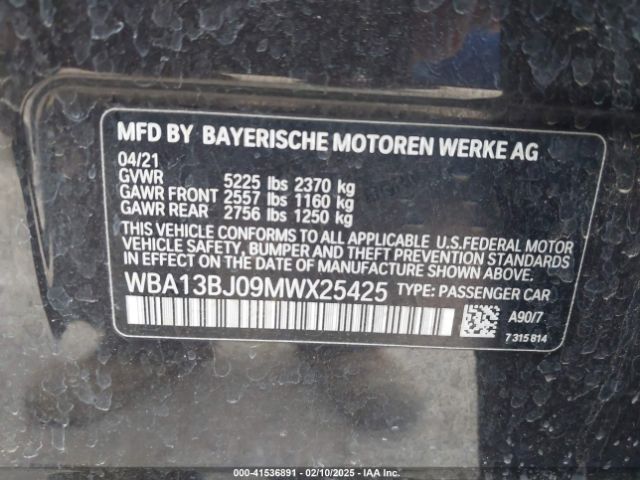 MFD BY BAYERISCHE MOTOREN WERKE AG
04/21
GVWR 5225 lbs 2370 kg
GAWR FRONT 2557 lbs 1160 kg
GAWR REAR 2756 lbs 1250 kg
THIS VEHICLE CONFORMS TO ALL APPLICABLE U.S.FEDERAL MOTOR
VEHICLE SAFETY, BUMPER AND THEFT PREVENTION STANDARDS
IN EFFECT ON THE DATE OF MANUFACTURE SHOWN ABOVE.
WBA13BJ09MWX25425 TYPE: PASSENGER CAR
A90/7
7 315 814
000-41536891 - 02/10/2025 - IAA Inc.